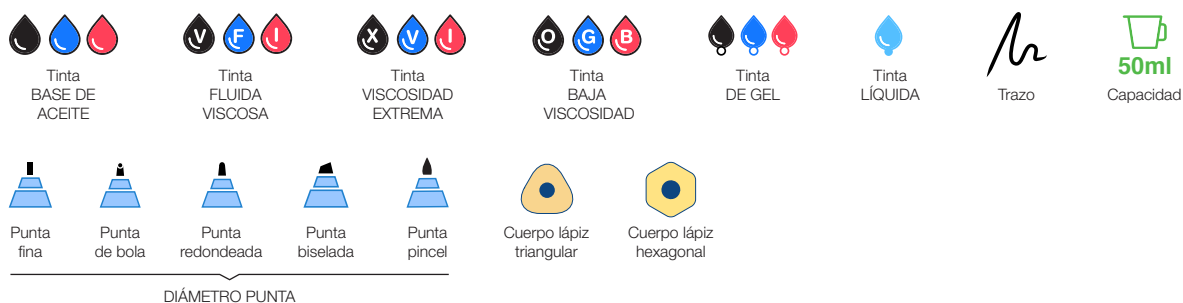 V F I
X V I
O G B
50ml
Tinta
BASE DE
ACEITE
Tinta
FLUIDA
VISCOSA
Tinta
VISCOSIDAD
EXTREMA
Tinta
BAJA
VISCOSIDAD
Tinta
DE GEL
Tinta
LÍQUIDA
Trazo
Capacidad
Punta
fina
Punta
de bola
Punta
redondeada
Punta
biselada
Punta
pincel
Cuerpo lápiz
triangular
Cuerpo lápiz
hexagonal
DIÁMETRO PUNTA